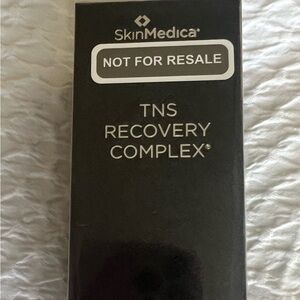 SkinMedica®
NOT FOR RESALE
TNS
RECOVERY
COMPLEX®